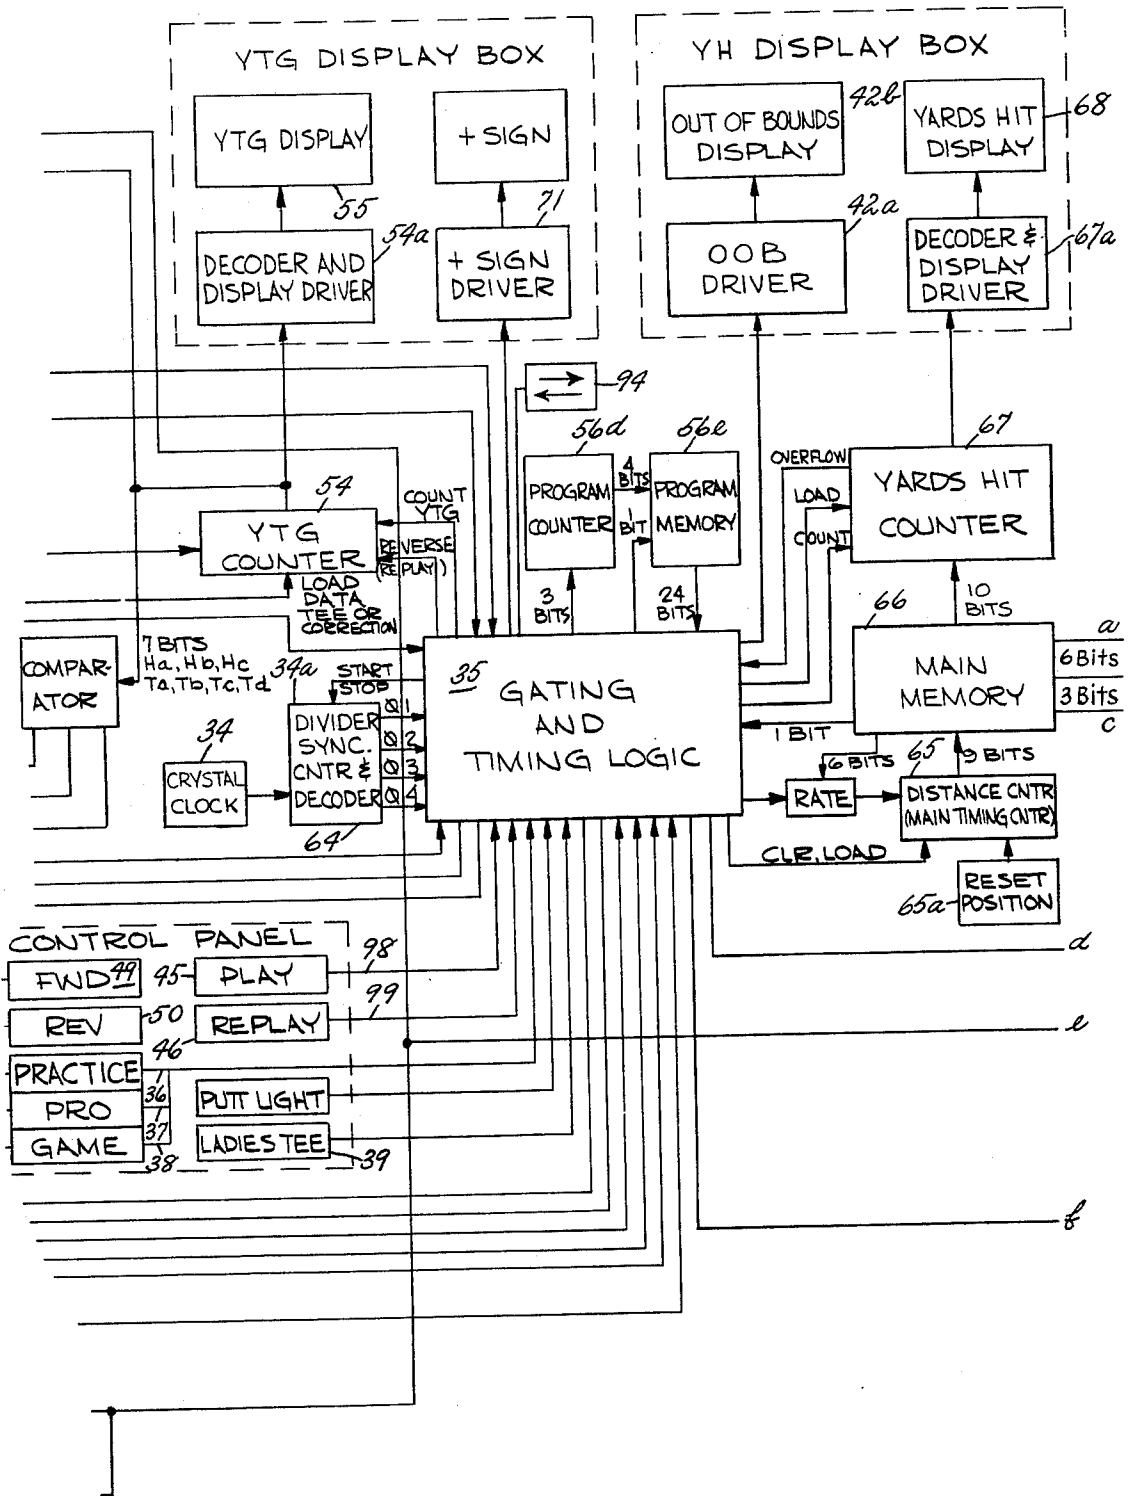 YTG DISPLAY BOX
YTG DISPLAY
55
+ SIGN
71
54a
DECODER AND
DISPLAY DRIVER
+ SIGN
DRIVER
YH DISPLAY BOX
42b
OUT OF BOUNDS
DISPLAY
YARDS HIT
DISPLAY
68
42a
OOB
DRIVER
DECODER &
DISPLAY
DRIVER
67a
94
56d
56e
67
PROGRAM
COUNTER
4
BITS
1
BIT
PROGRAM
MEMORY
OVERFLOW
LOAD
COUNT
YARDS HIT
COUNTER
54
COUNT
YTG
YTG
COUNTER
REVERSE
(REPLAY)
LOAD
DATA
TEE OR
CORRECTION
3
BITS
24
BITS
66
10
BITS
7 BITS
Ha, Hb, Hc
Ta, Tb, Tc, Td
COMPAR-
ATOR
34a
START
STOP
35
GATING
AND
TIMING LOGIC
MAIN
MEMORY
a
6 Bits
3 Bits
c
1 BIT
34
CRYSTAL
CLOCK
DIVIDER
SYNC.
CNTR &
DECODER
Ø 1
Ø 2
Ø 3
Ø 4
64
6 BITS
65
9 BITS
RATE
DISTANCE CNTR
(MAIN TIMING CNTR)
CLR, LOAD
65a
RESET
POSITION
CONTROL PANEL
FWD 49
45
PLAY
98
d
REV
50
REPLAY
99
46
e
PRACTICE
36
PRO
37
GAME
38
PUTT LIGHT
LADIES TEE
39
f